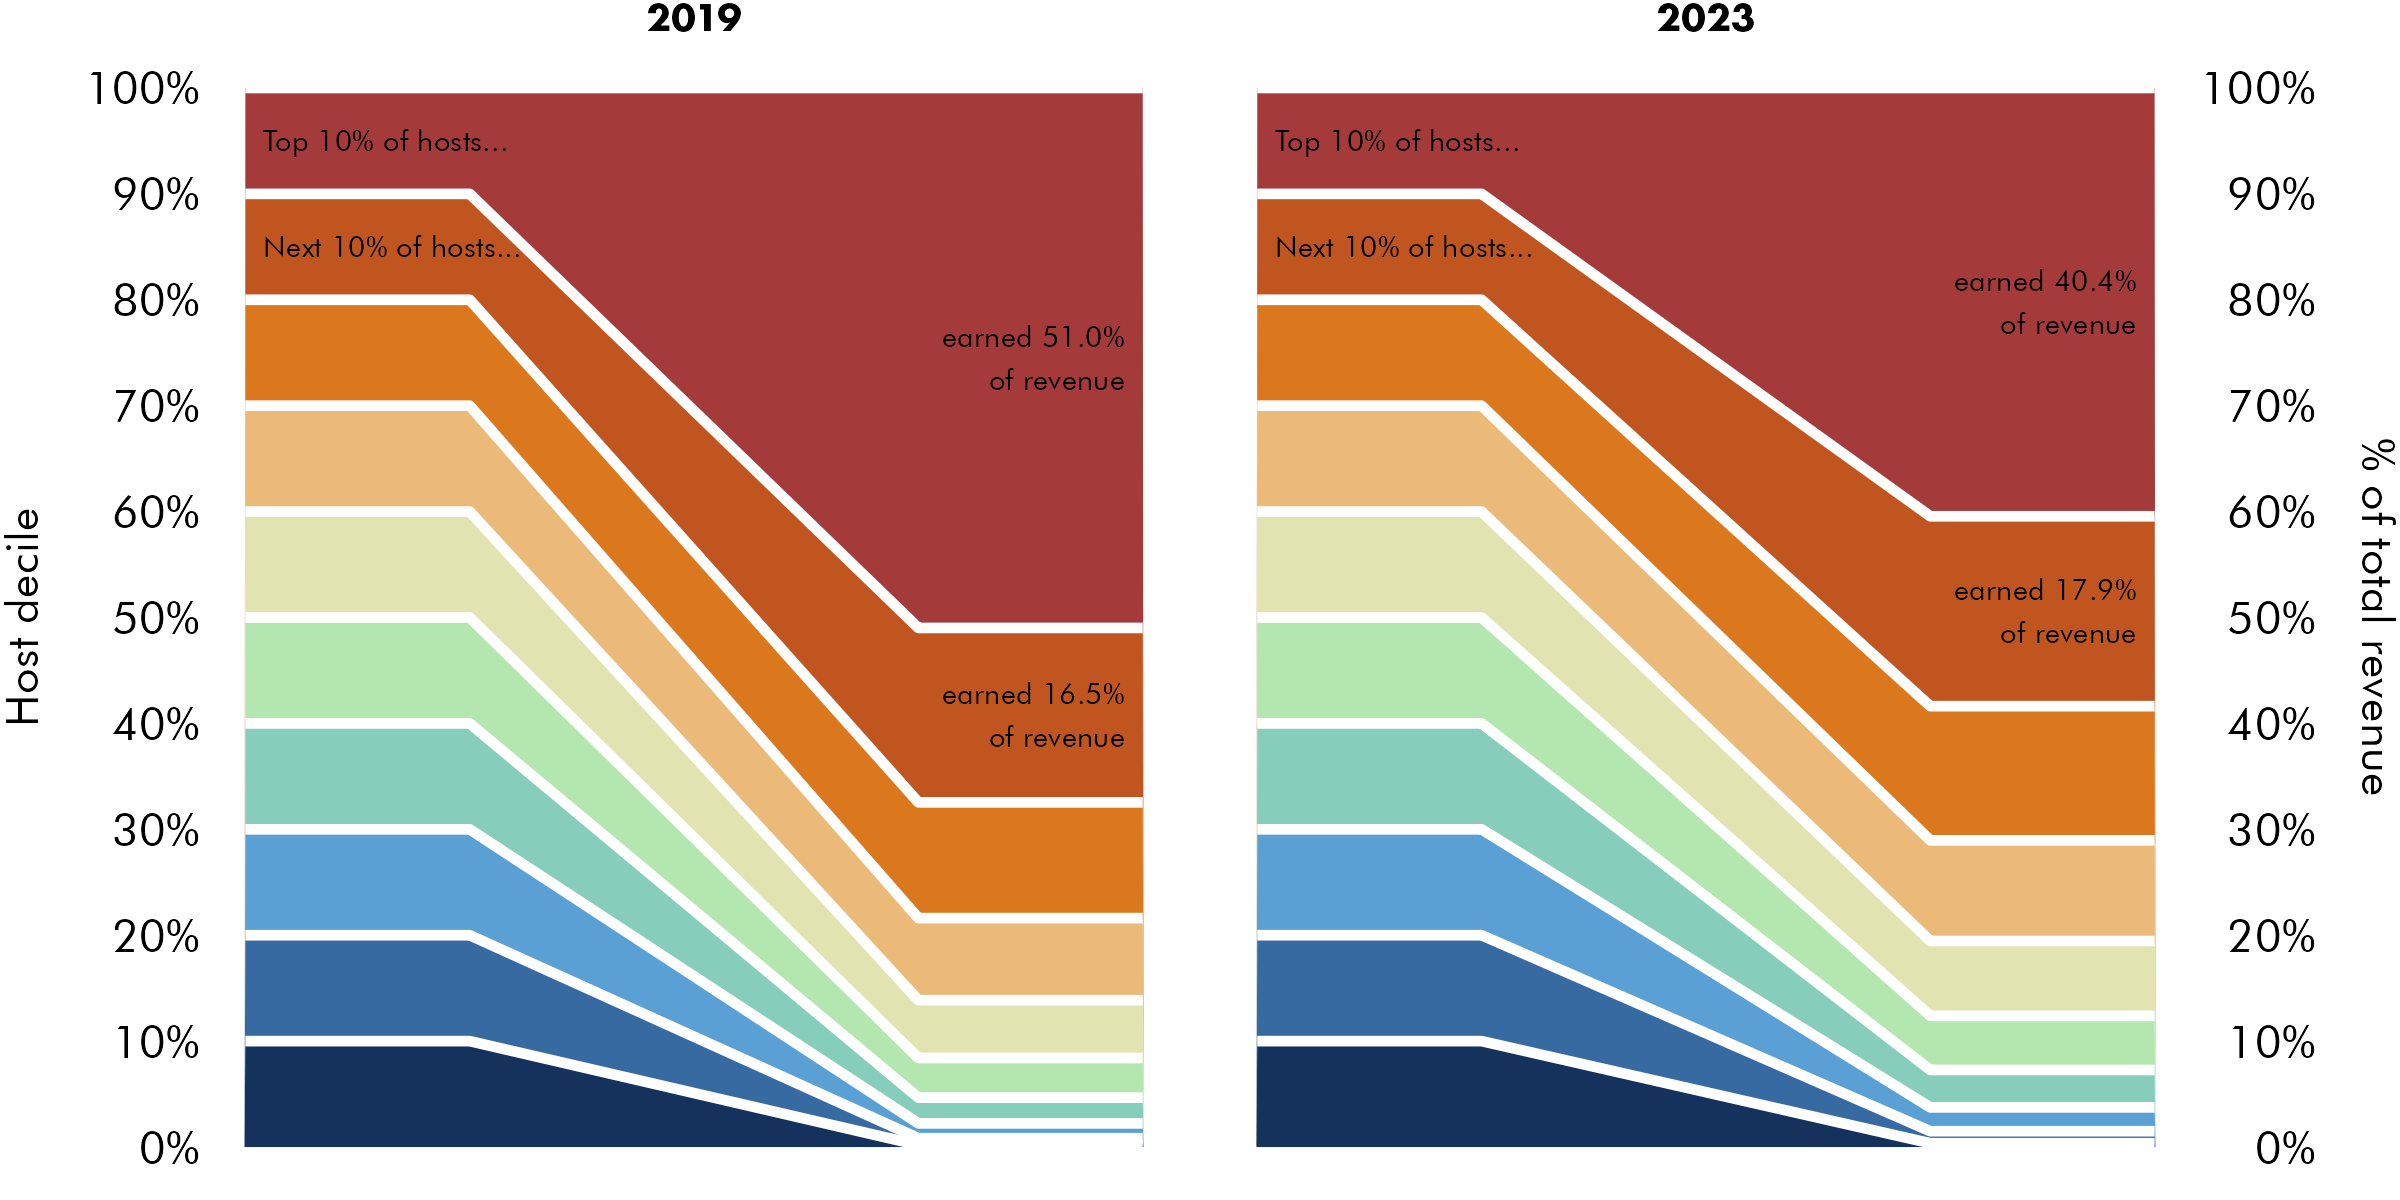 2019
2023
100%
90%
80%
70%
60%
50%
40%
30%
20%
10%
0%
Host decile
Top 10% of hosts...
Next 10% of hosts...
earned 51.0%
of revenue
earned 16.5%
of revenue
Top 10% of hosts...
Next 10% of hosts...
earned 40.4%
of revenue
earned 17.9%
of revenue
100%
90%
80%
70%
60%
50%
40%
30%
20%
10%
0%
% of total revenue